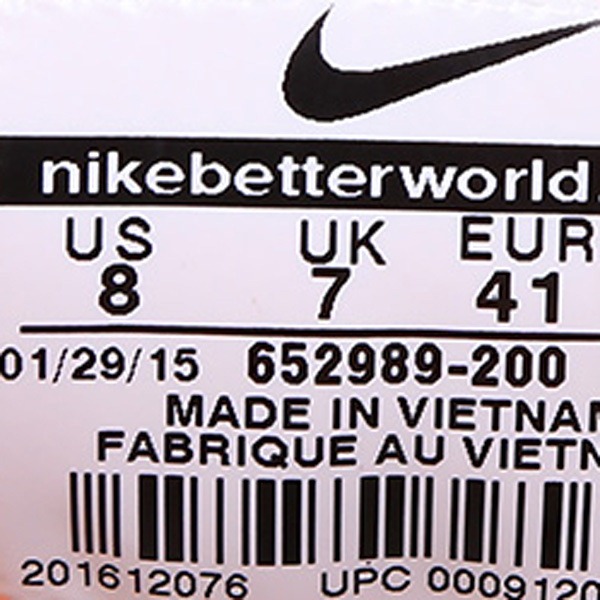 nikebetterworld.
US UK EUR
8 7 41
01/29/15 652989-200
MADE IN VIETNA
FABRIQUE AU VIETN
201612076 UPC 0009120